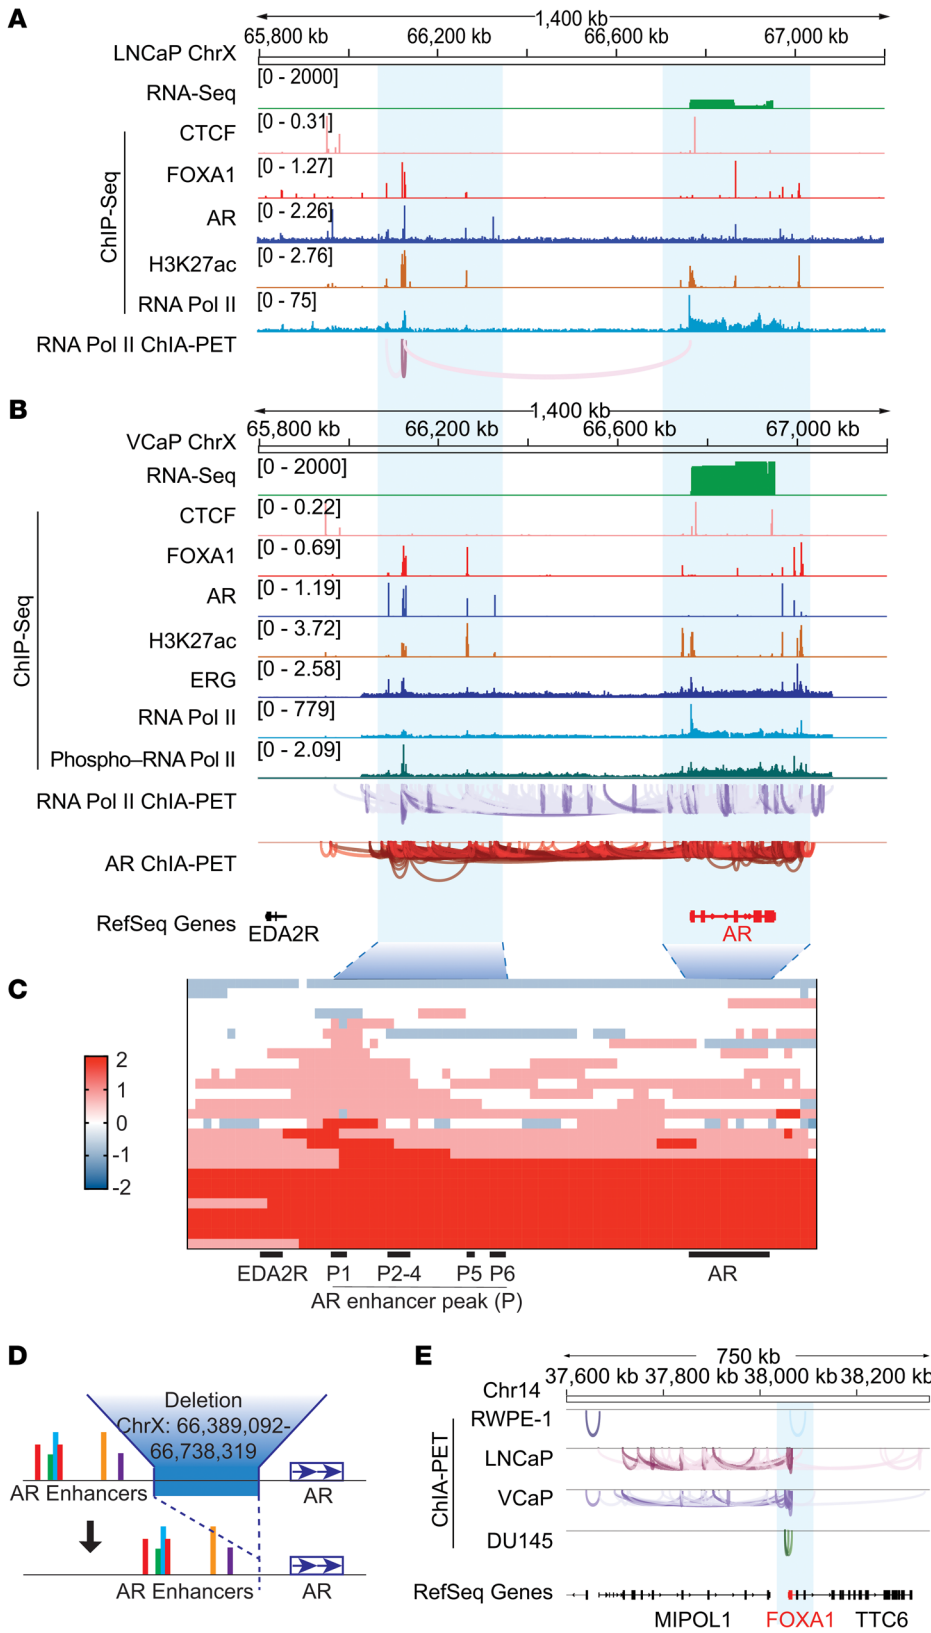 A
1,400 kb
65,800 kb 66,200 kb 66,600 kb 67,000 kb
LNCaP ChrX
RNA-Seq [0 - 2000]
ChIP-Seq
CTCF [0 - 0.31]
FOXA1 [0 - 1.27]
AR [0 - 2.26]
H3K27ac [0 - 2.76]
RNA Pol II [0 - 75]
RNA Pol II ChIA-PET
B
1,400 kb
65,800 kb 66,200 kb 66,600 kb 67,000 kb
VCaP ChrX
RNA-Seq [0 - 2000]
ChIP-Seq
CTCF [0 - 0.22]
FOXA1 [0 - 0.69]
AR [0 - 1.19]
H3K27ac [0 - 3.72]
ERG [0 - 2.58]
RNA Pol II [0 - 779]
Phospho–RNA Pol II [0 - 2.09]
RNA Pol II ChIA-PET
AR ChIA-PET
RefSeq Genes
EDA2R AR
C
2
1
0
-1
-2
EDA2R P1 P2-4 P5 P6 AR
AR enhancer peak (P)
D
Deletion
ChrX: 66,389,092-
66,738,319
AR Enhancers AR
AR Enhancers AR
E
750 kb
37,600 kb 37,800 kb 38,000 kb 38,200 kb
Chr14
ChIA-PET
RWPE-1
LNCaP
VCaP
DU145
RefSeq Genes
MIPOL1 FOXA1 TTC6